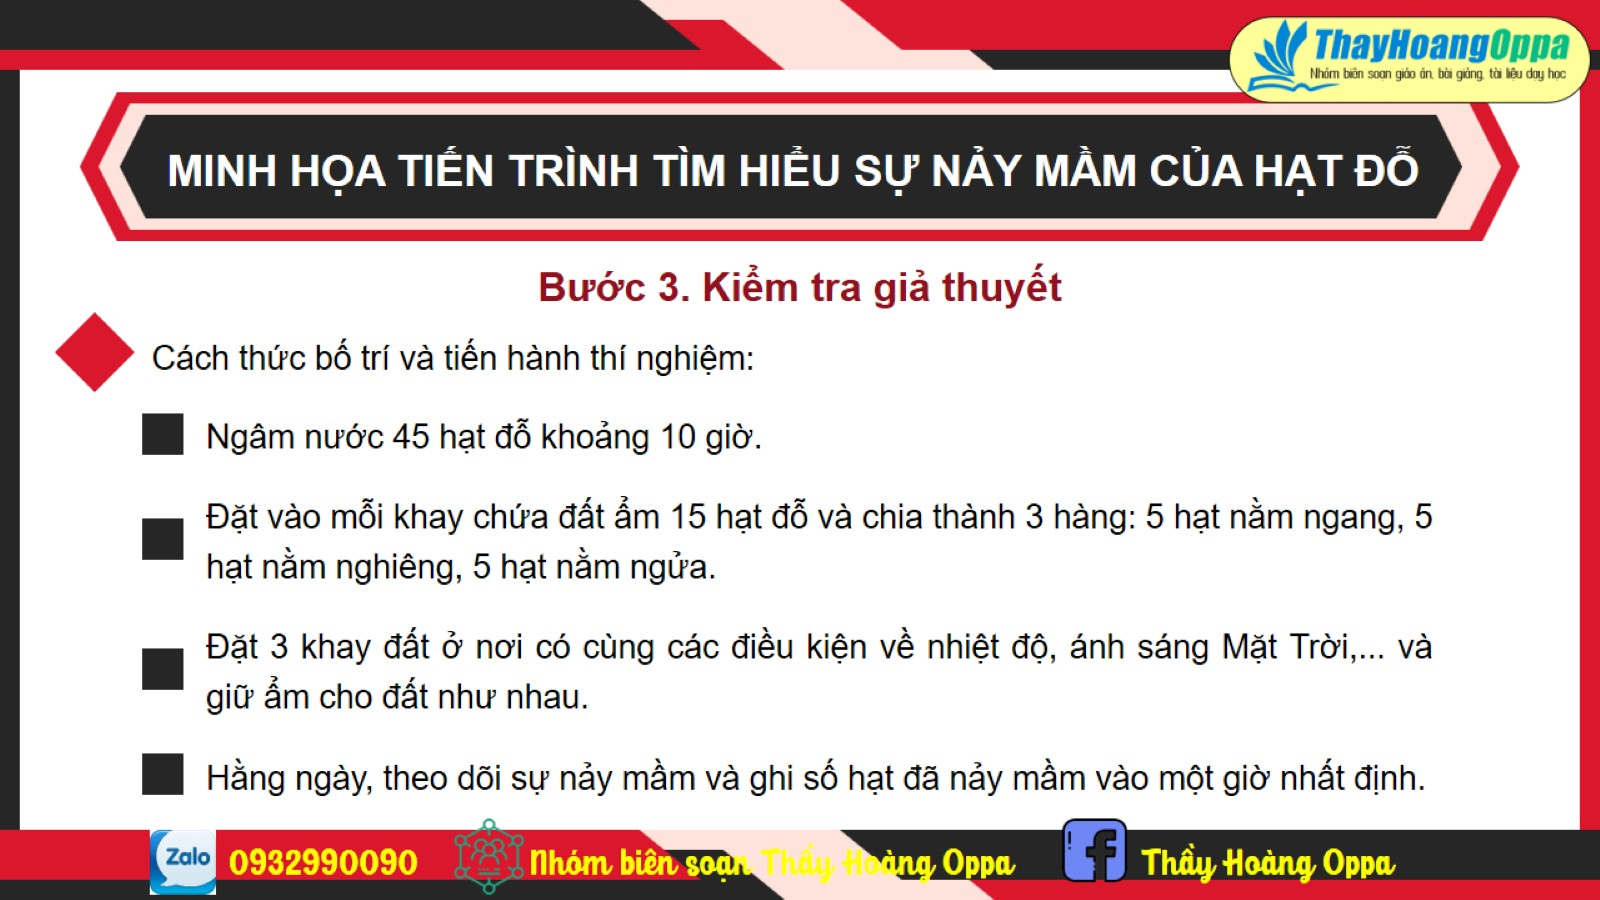 ThayHoangOppa
Nhóm biên soạn giáo án, bài giảng, tài liệu dạy học
MINH HỌA TIẾN TRÌNH TÌM HIỂU SỰ NẢY MẦM CỦA HẠT ĐỖ
Bước 3. Kiểm tra giả thuyết
Cách thức bố trí và tiến hành thí nghiệm:
Ngâm nước 45 hạt đỗ khoảng 10 giờ.
Đặt vào mỗi khay chứa đất ẩm 15 hạt đỗ và chia thành 3 hàng: 5 hạt nằm ngang, 5
hạt nằm nghiêng, 5 hạt nằm ngửa.
Đặt 3 khay đất ở nơi có cùng các điều kiện về nhiệt độ, ánh sáng Mặt Trời,... và
giữ ẩm cho đất như nhau.
Hằng ngày, theo dõi sự nảy mầm và ghi số hạt đã nảy mầm vào một giờ nhất định.
Zalo 0932990090 Nhóm biên soạn Thầy Hoàng Oppa Thầy Hoàng Oppa